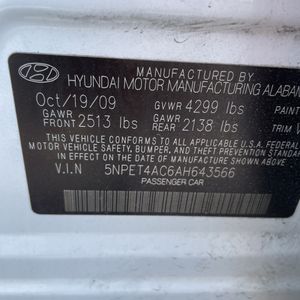 MANUFACTURED BY
HYUNDAI MOTOR MANUFACTURING ALABAM
Oct/19/09 GVWR 4299 lbs PAINT
GAWR FRONT 2513 lbs GAWR REAR 2138 lbs TRIM
THIS VEHICLE CONFORMS TO ALL APPLICABLE FEDERAL
MOTOR VEHICLE SAFETY, BUMPER, AND THEFT PREVENTION
STANDARDS IN EFFECT ON THE DATE OF MANUFACTURE SHOWN ABOVE.
V.I.N 5NPET4AC6AH643566
PASSENGER CAR